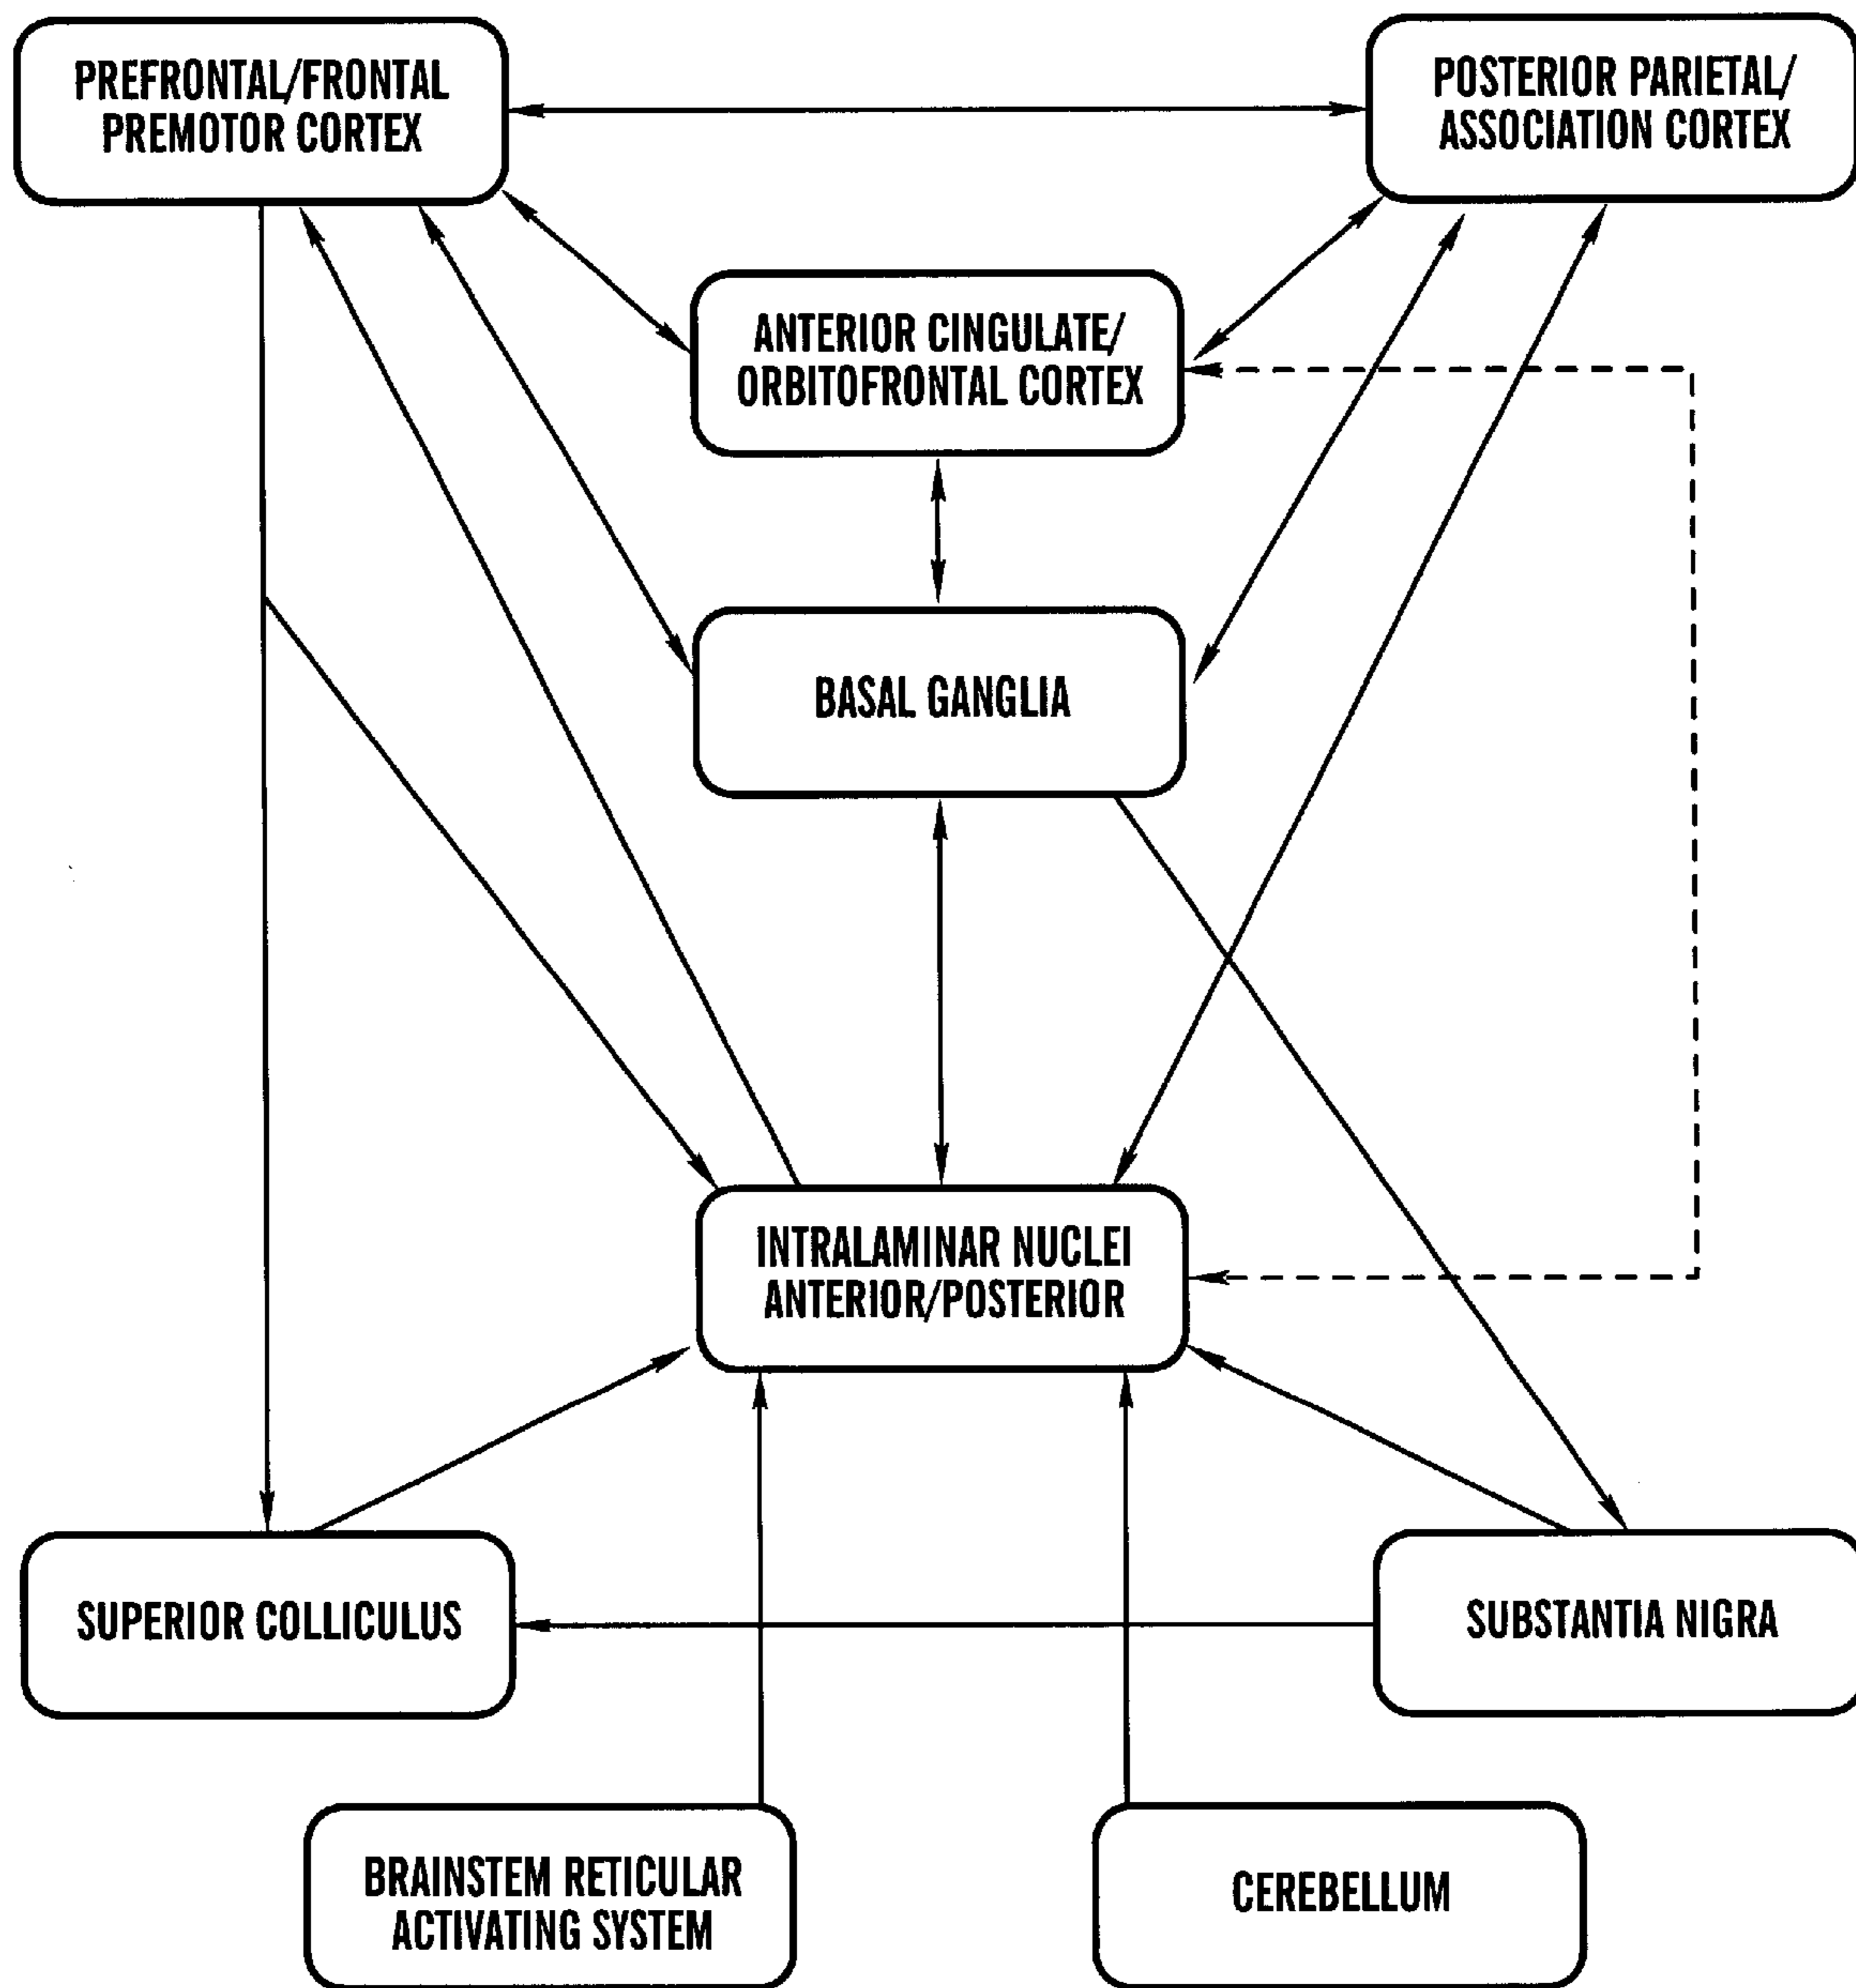 PREFRONTAL/FRONTAL
PREMOTOR CORTEX
POSTERIOR PARIETAL/
ASSOCIATION CORTEX
ANTERIOR CINGULATE/
ORBITOFRONTAL CORTEX
BASAL GANGLIA
INTRALAMINAR NUCLEI
ANTERIOR/POSTERIOR
SUPERIOR COLLICULUS
SUBSTANTIA NIGRA
BRAINSTEM RETICULAR
ACTIVATING SYSTEM
CEREBELLUM